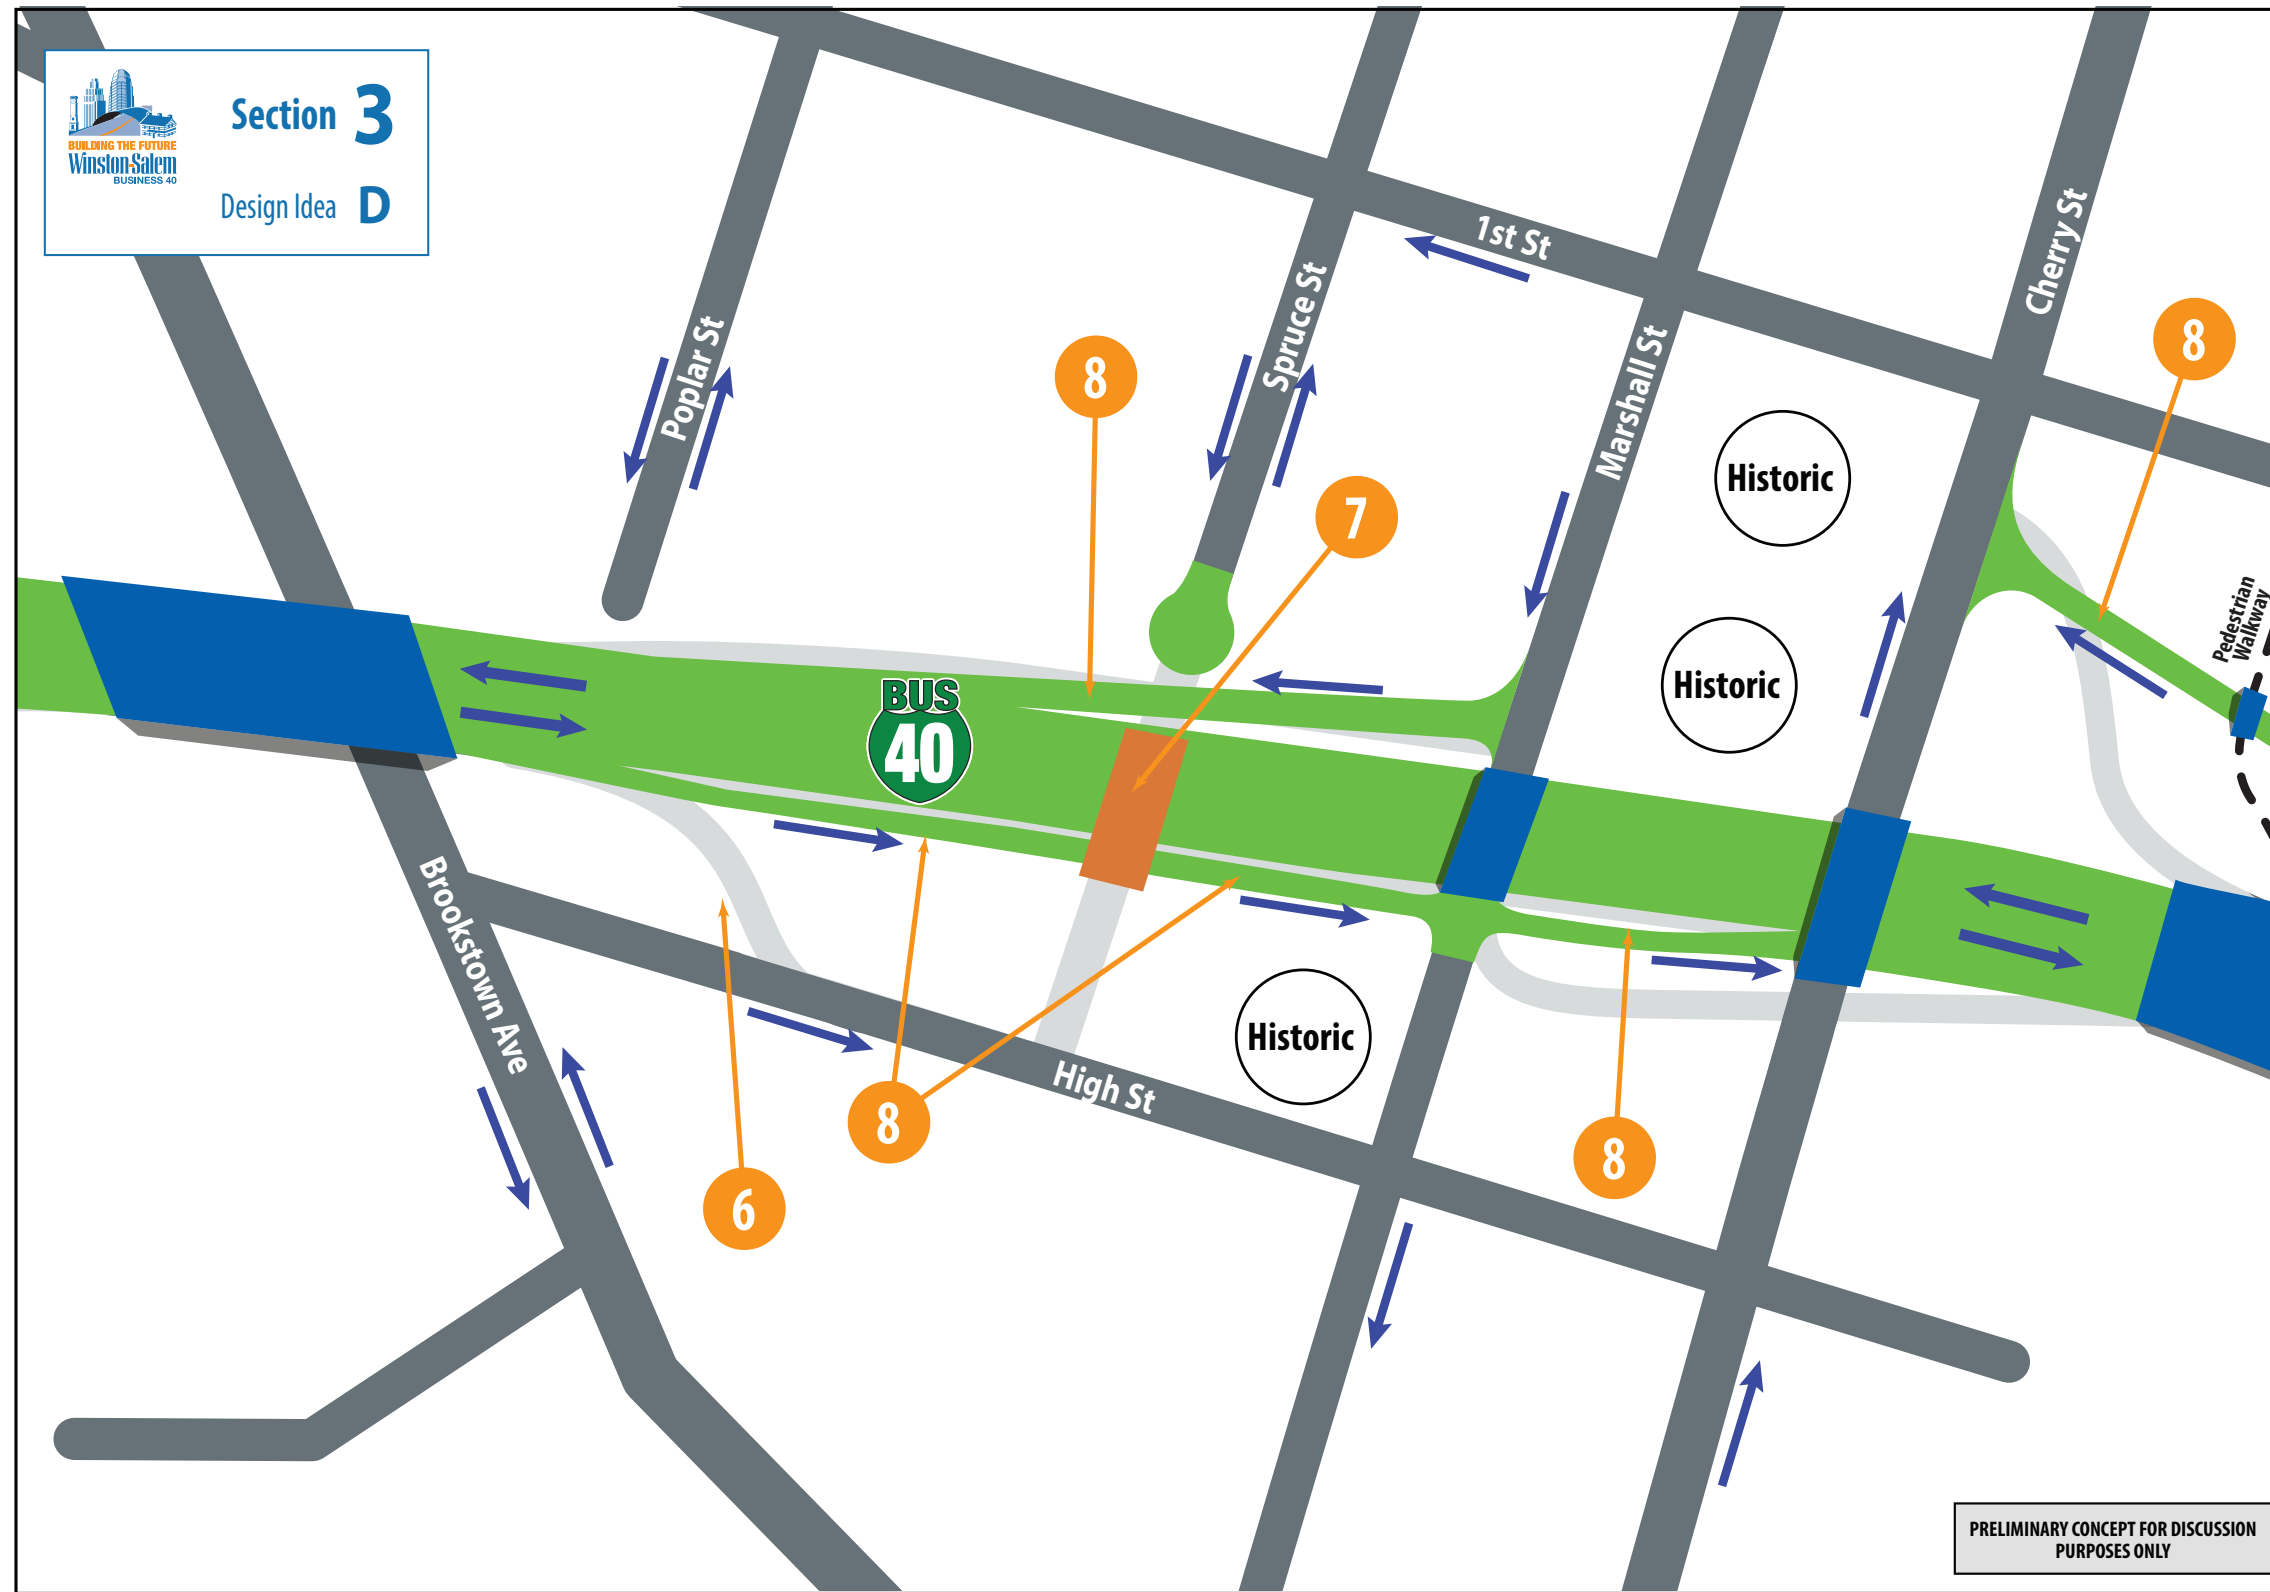 BUILDING THE FUTURE
Winston-Salem
BUSINESS 40
Section 3
Design Idea D
1st St
Cherry St
Spruce St
Poplar St
Marshall St
8
8
7
Historic
Historic
Pedestrian
Walkway
BUS
40
Brookstown Ave
Historic
High St
8
8
6
PRELIMINARY CONCEPT FOR DISCUSSION
PURPOSES ONLY